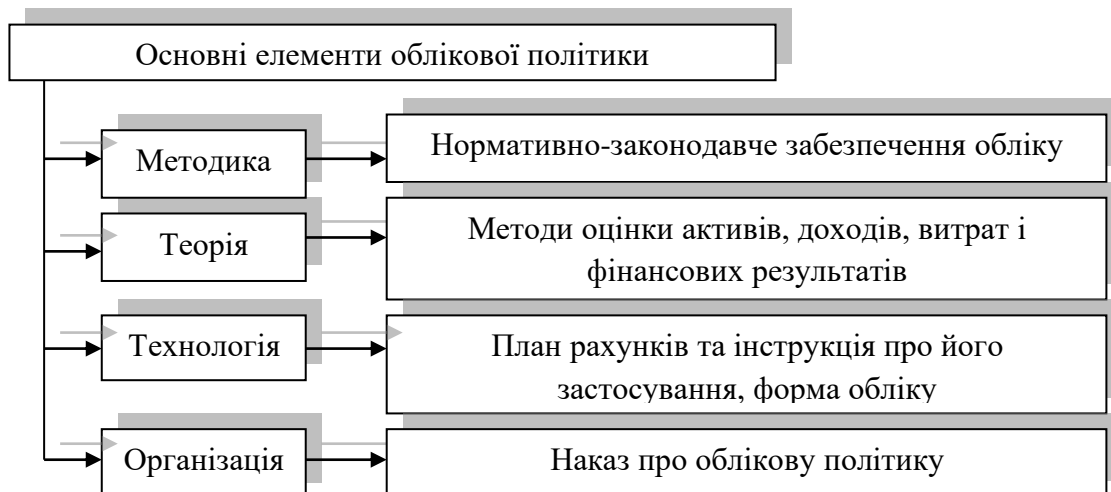 Основні елементи облікової політики
Методика
Нормативно-законодавче забезпечення обліку
Теорія
Методи оцінки активів, доходів, витрат і
фінансових результатів
Технологія
План рахунків та інструкція про його
застосування, форма обліку
Організація
Наказ про облікову політику